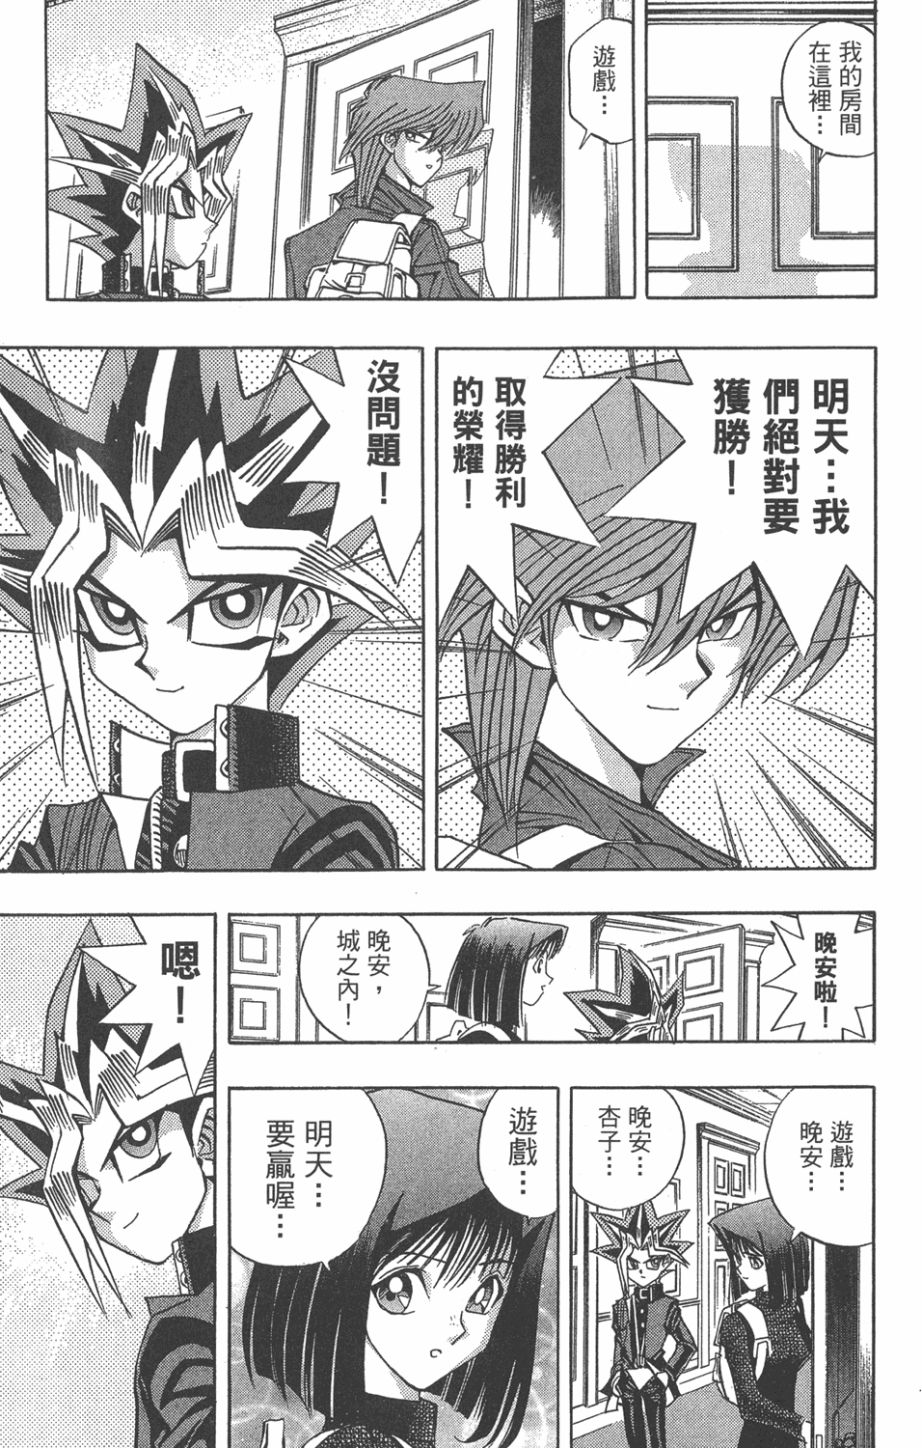 我的房間
在這裡…
遊戲…
明天…我
們絕對要
獲勝！
取得勝利
的榮耀！
沒問題！
晚安啦！
晚安，
城之內！
嗯！
遊戲…
晚安…
晚安…
杏子…
遊戲…
明天…
要贏喔…